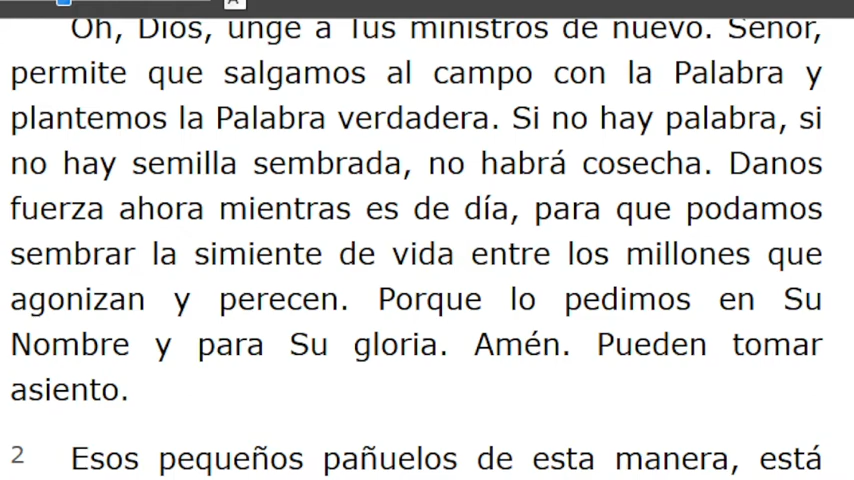 Oh, Dios, unge a Tus ministros de nuevo. Señor,
permite que salgamos al campo con la Palabra y
plantemos la Palabra verdadera. Si no hay palabra, si
no hay semilla sembrada, no habrá cosecha. Danos
fuerza ahora mientras es de día, para que podamos
sembrar la simiente de vida entre los millones que
agonizan y perecen. Porque lo pedimos en Su
Nombre y para Su gloria. Amén. Pueden tomar
asiento.
2 Esos pequeños pañuelos de esta manera, está